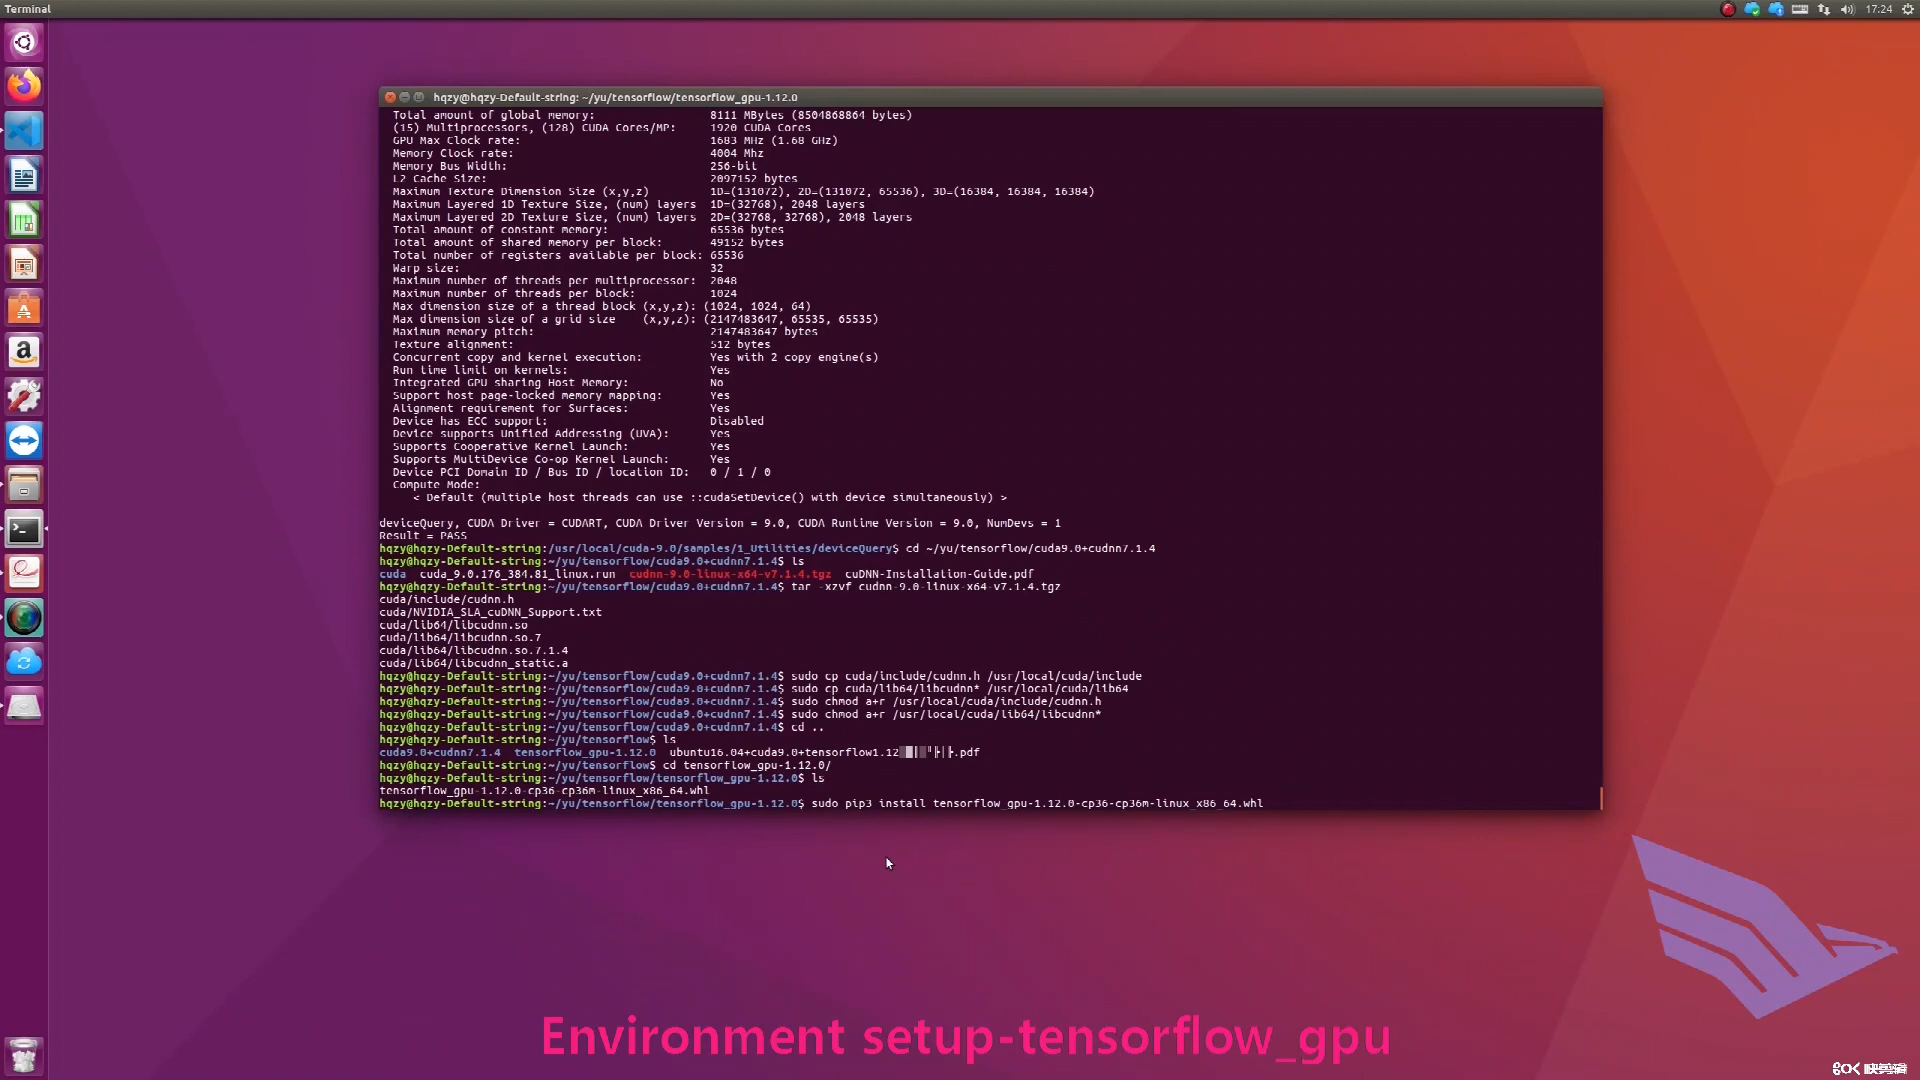 Terminal
17:24
hqzy@hqzy-Default-string: ~/yu/tensorflow/tensorflow_gpu-1.12.0
Total amount of global memory: 8111 MBytes (8504868864 bytes)
(15) Multiprocessors, (128) CUDA Cores/MP: 1920 CUDA Cores
GPU Max Clock rate: 1683 MHz (1.68 GHz)
Memory Clock rate: 4004 Mhz
Memory Bus Width: 256-bit
L2 Cache Size: 2097152 bytes
Maximum Texture Dimension Size (x,y,z) 1D=(131072), 2D=(131072, 65536), 3D=(16384, 16384, 16384)
Maximum Layered 1D Texture Size, (num) layers 1D=(32768), 2048 layers
Maximum Layered 2D Texture Size, (num) layers 2D=(32768, 32768), 2048 layers
Total amount of constant memory: 65536 bytes
Total amount of shared memory per block: 49152 bytes
Total number of registers available per block: 65536
Warp size: 32
Maximum number of threads per multiprocessor: 2048
Maximum number of threads per block: 1024
Max dimension size of a thread block (x,y,z): (1024, 1024, 64)
Max dimension size of a grid size (x,y,z): (2147483647, 65535, 65535)
Maximum memory pitch: 2147483647 bytes
Texture alignment: 512 bytes
Concurrent copy and kernel execution: Yes with 2 copy engine(s)
Run time limit on kernels: Yes
Integrated GPU sharing Host Memory: No
Support host page-locked memory mapping: Yes
Alignment requirement for Surfaces: Yes
Device has ECC support: Disabled
Device supports Unified Addressing (UVA): Yes
Supports Cooperative Kernel Launch: Yes
Supports MultiDevice Co-op Kernel Launch: Yes
Device PCI Domain ID / Bus ID / location ID: 0 / 1 / 0
Compute Mode:
< Default (multiple host threads can use ::cudaSetDevice() with device simultaneously) >
deviceQuery, CUDA Driver = CUDART, CUDA Driver Version = 9.0, CUDA Runtime Version = 9.0, NumDevs = 1
Result = PASS
hqzy@hqzy-Default-string:/usr/local/cuda-9.0/samples/1_Utilities/deviceQuery$ cd ~/yu/tensorflow/cuda9.0+cudnn7.1.4
hqzy@hqzy-Default-string:~/yu/tensorflow/cuda9.0+cudnn7.1.4$ ls
cuda cuda_9.0.176_384.81_linux.run cudnn-9.0-linux-x64-v7.1.4.tgz cuDNN-Installation-Guide.pdf
hqzy@hqzy-Default-string:~/yu/tensorflow/cuda9.0+cudnn7.1.4$ tar -xzvf cudnn-9.0-linux-x64-v7.1.4.tgz
cuda/include/cudnn.h
cuda/NVIDIA_SLA_cuDNN_Support.txt
cuda/lib64/libcudnn.so
cuda/lib64/libcudnn.so.7
cuda/lib64/libcudnn.so.7.1.4
cuda/lib64/libcudnn_static.a
hqzy@hqzy-Default-string:~/yu/tensorflow/cuda9.0+cudnn7.1.4$ sudo cp cuda/include/cudnn.h /usr/local/cuda/include
hqzy@hqzy-Default-string:~/yu/tensorflow/cuda9.0+cudnn7.1.4$ sudo cp cuda/lib64/libcudnn* /usr/local/cuda/lib64
hqzy@hqzy-Default-string:~/yu/tensorflow/cuda9.0+cudnn7.1.4$ sudo chmod a+r /usr/local/cuda/include/cudnn.h
hqzy@hqzy-Default-string:~/yu/tensorflow/cuda9.0+cudnn7.1.4$ sudo chmod a+r /usr/local/cuda/lib64/libcudnn*
hqzy@hqzy-Default-string:~/yu/tensorflow/cuda9.0+cudnn7.1.4$ cd ..
hqzy@hqzy-Default-string:~/yu/tensorflow$ ls
cuda9.0+cudnn7.1.4 tensorflow_gpu-1.12.0 ubuntu16.04+cuda9.0+tensorflow1.12 .pdf
hqzy@hqzy-Default-string:~/yu/tensorflow$ cd tensorflow_gpu-1.12.0/
hqzy@hqzy-Default-string:~/yu/tensorflow/tensorflow_gpu-1.12.0$ ls
tensorflow_gpu-1.12.0-cp36-cp36m-linux_x86_64.whl
hqzy@hqzy-Default-string:~/yu/tensorflow/tensorflow_gpu-1.12.0$ sudo pip3 install tensorflow_gpu-1.12.0-cp36-cp36m-linux_x86_64.whl
Environment setup-tensorflow_gpu